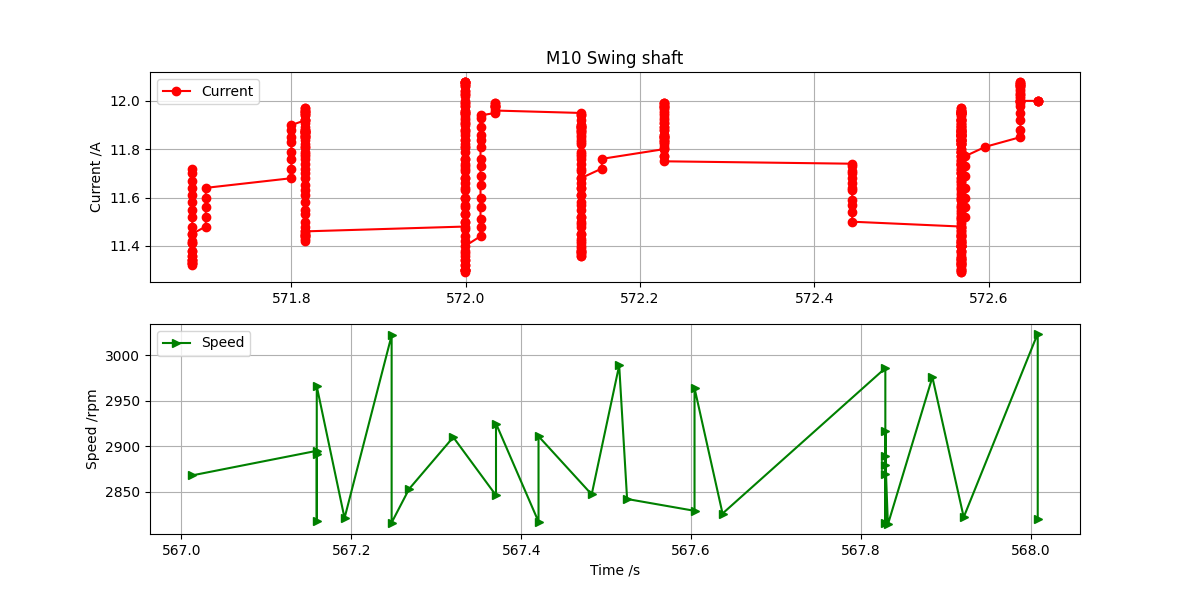 M10 Swing shaft
Current
12.0
11.8
11.6
11.4
Current /A
571.8 572.0 572.2 572.4 572.6
Speed
3000
2950
2900
2850
Speed /rpm
567.0 567.2 567.4 567.6 567.8 568.0
Time /s